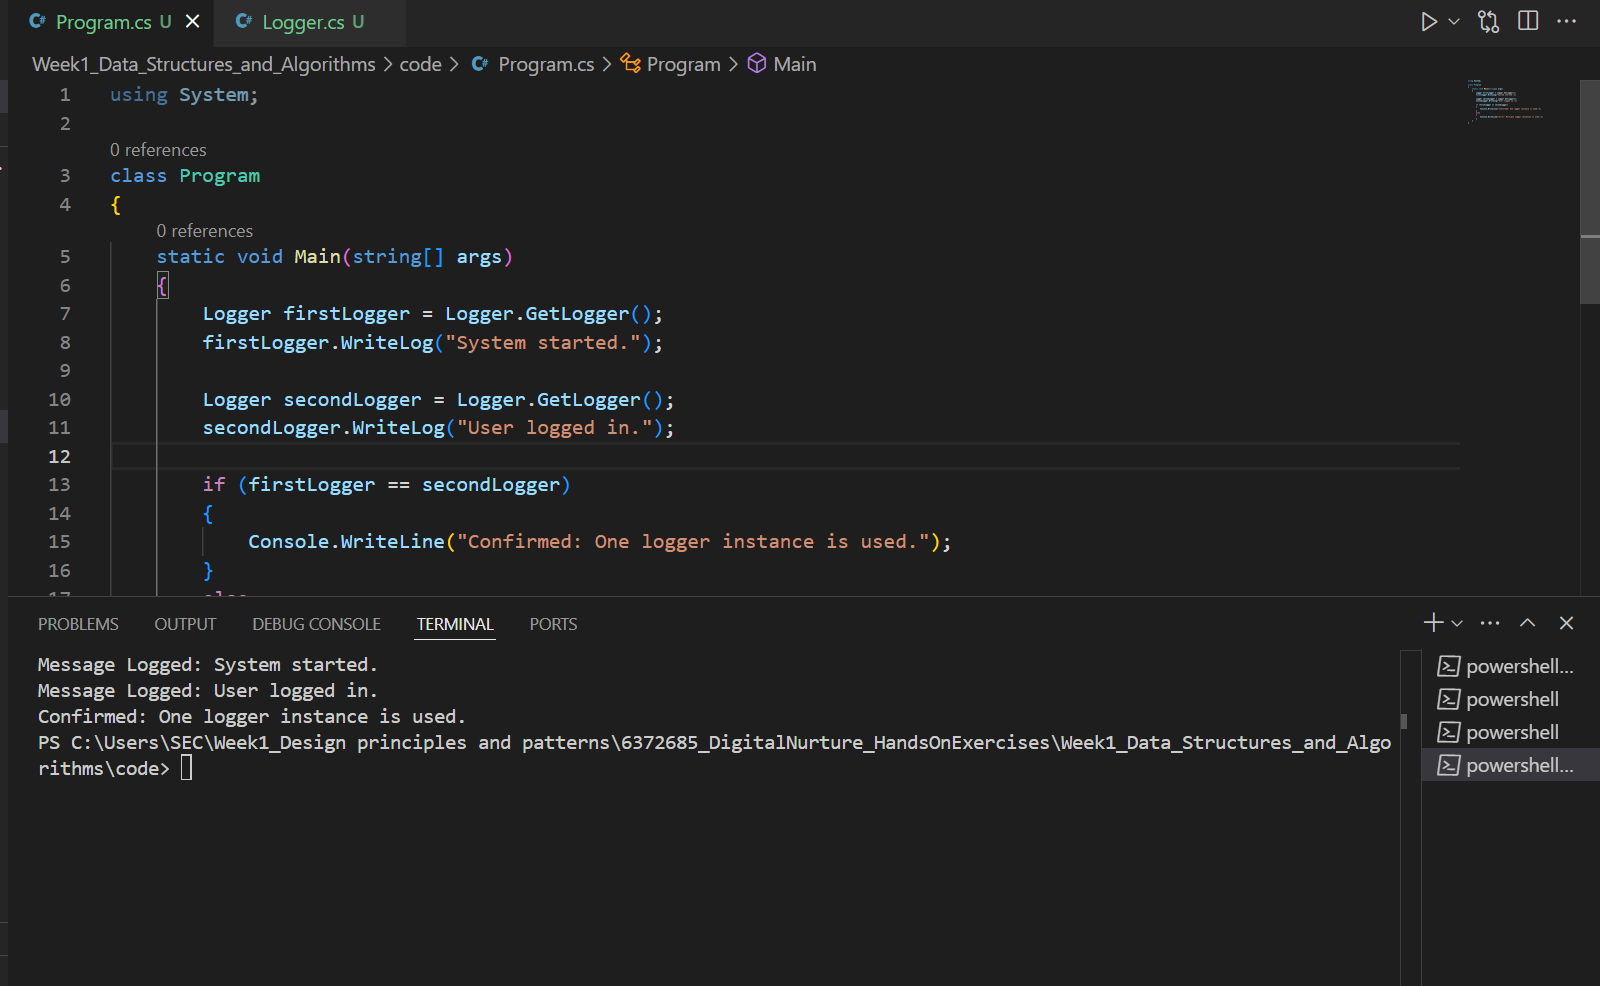 C# Program.cs U
C# Logger.cs U
Week1_Data_Structures_and_Algorithms > code > C# Program.cs > Program > Main
1 using System;
2
0 references
3 class Program
4 {
0 references
5 static void Main(string[] args)
6 {
7 Logger firstLogger = Logger.GetLogger();
8 firstLogger.WriteLog("System started.");
9
10 Logger secondLogger = Logger.GetLogger();
11 secondLogger.WriteLog("User logged in.");
12
13 if (firstLogger == secondLogger)
14 {
15 Console.WriteLine("Confirmed: One logger instance is used.");
16 }
17 else
PROBLEMS OUTPUT DEBUG CONSOLE TERMINAL PORTS
Message Logged: System started.
Message Logged: User logged in.
Confirmed: One logger instance is used.
PS C:\Users\SEC\Week1_Design principles and patterns\6372685_DigitalNurture_HandsOnExercises\Week1_Data_Structures_and_Algo
rithms\code>
powershell...
powershell
powershell
powershell...